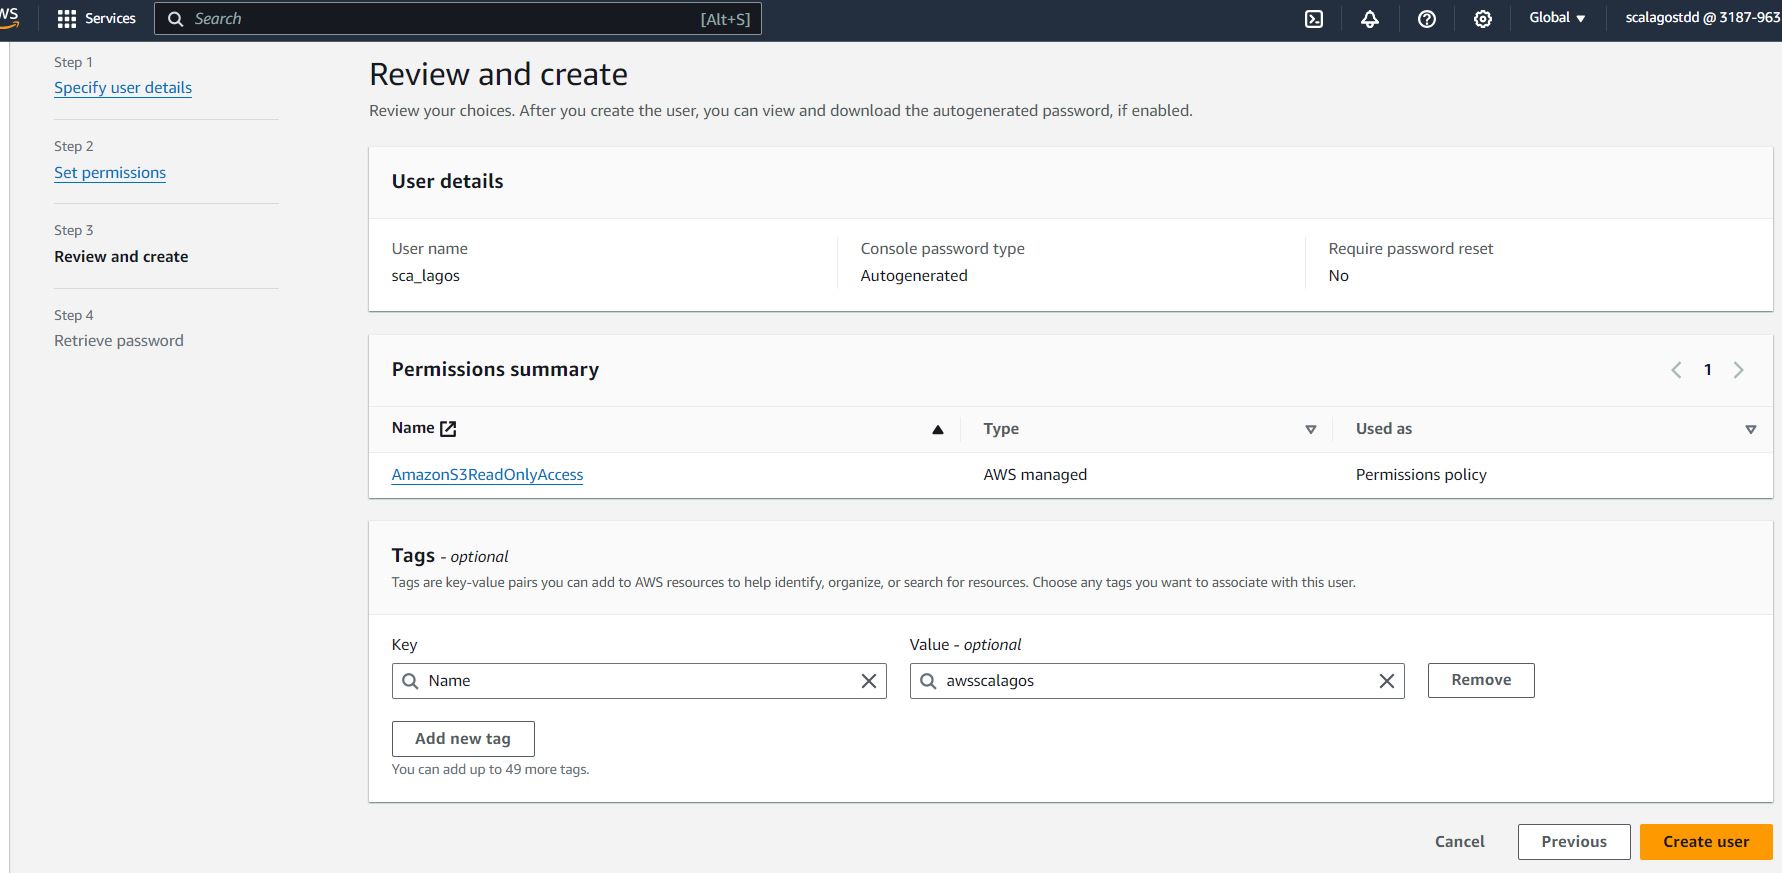 Services
Search [Alt+S]
Global
scalagostdd @ 3187-963
Step 1
Specify user details
Step 2
Set permissions
Step 3
Review and create
Step 4
Retrieve password
Review and create
Review your choices. After you create the user, you can view and download the autogenerated password, if enabled.
User details
User name
sca_lagos
Console password type
Autogenerated
Require password reset
No
Permissions summary
1
Name
Type
Used as
AmazonS3ReadOnlyAccess
AWS managed
Permissions policy
Tags - optional
Tags are key-value pairs you can add to AWS resources to help identify, organize, or search for resources. Choose any tags you want to associate with this user.
Key
Value - optional
Name
awsscalagos
Remove
Add new tag
You can add up to 49 more tags.
Cancel
Previous
Create user